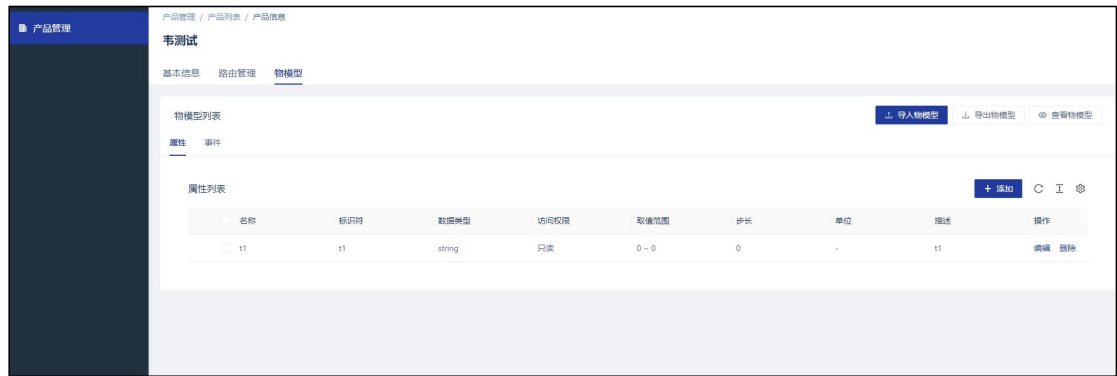 产品管理
产品管理 / 产品列表 / 产品信息
韦测试
基本信息 路由管理 物模型
物模型列表 导入物模型 导出物模型 查看物模型
属性 事件
属性列表 + 添加
名称 标识符 数据类型 访问权限 取值范围 步长 单位 描述 操作
t1 t1 string 只读 0 ~ 0 0 - t1 编辑 删除